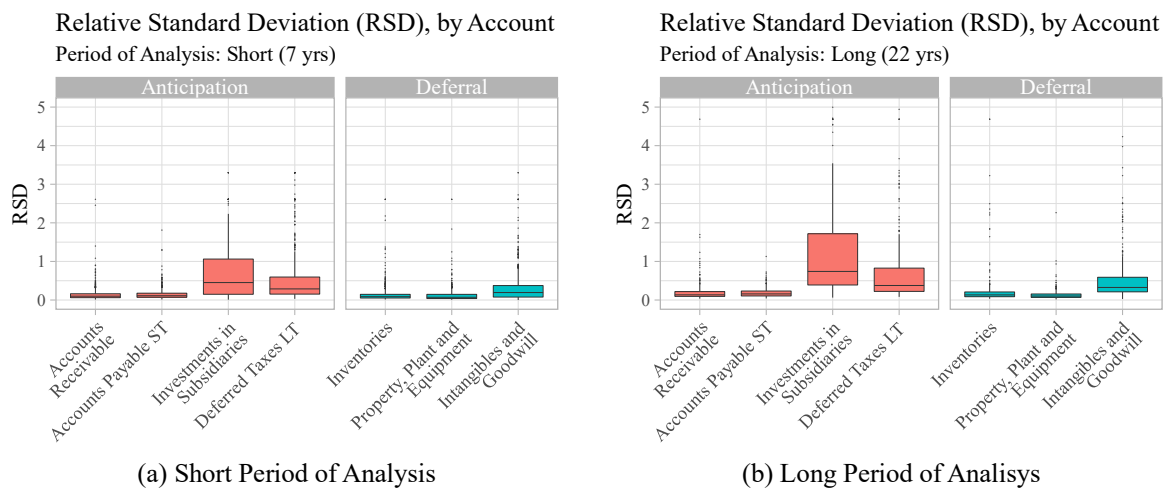 Relative Standard Deviation (RSD), by Account
Period of Analysis: Short (7 yrs)
Anticipation
Deferral
RSD
5
4
3
2
1
0
Accounts
Receivable
Accounts Payable ST
Investments in
Subsidiaries
Deferred Taxes LT
Inventories
Property, Plant and
Equipment
Intangibles and
Goodwill
(a) Short Period of Analysis
Relative Standard Deviation (RSD), by Account
Period of Analysis: Long (22 yrs)
Anticipation
Deferral
RSD
5
4
3
2
1
0
Accounts
Receivable
Accounts Payable ST
Investments in
Subsidiaries
Deferred Taxes LT
Inventories
Property, Plant and
Equipment
Intangibles and
Goodwill
(b) Long Period of Analisys